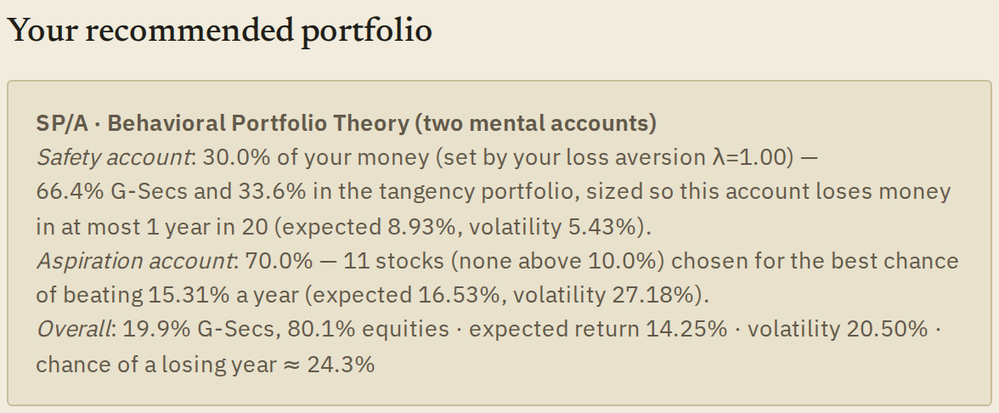 Your recommended portfolio
SP/A · Behavioral Portfolio Theory (two mental accounts)
Safety account: 30.0% of your money (set by your loss aversion λ=1.00) —
66.4% G-Secs and 33.6% in the tangency portfolio, sized so this account loses money
in at most 1 year in 20 (expected 8.93%, volatility 5.43%).
Aspiration account: 70.0% — 11 stocks (none above 10.0%) chosen for the best chance
of beating 15.31% a year (expected 16.53%, volatility 27.18%).
Overall: 19.9% G-Secs, 80.1% equities · expected return 14.25% · volatility 20.50% ·
chance of a losing year ≈ 24.3%